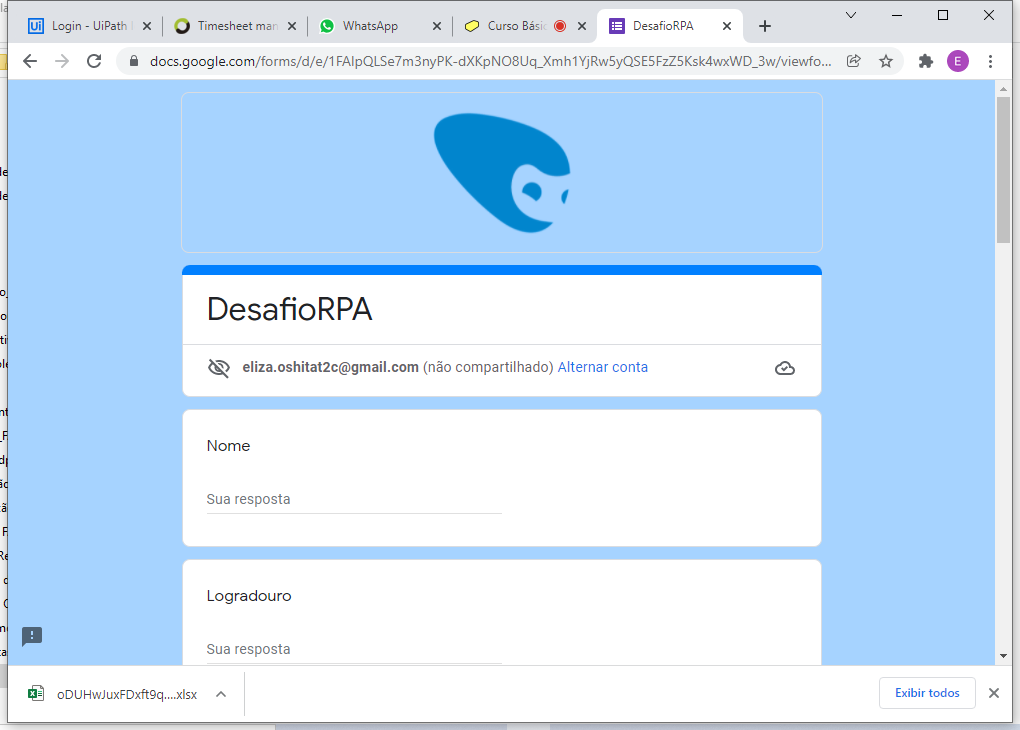 Login - UiPath
Timesheet man
WhatsApp
Curso Básic
DesafioRPA
docs.google.com/forms/d/e/1FAIpQLSe7m3nyPK-dXKpNO8Uq_Xmh1YjRw5yQSE5FzZ5Ksk4wxWD_3w/viewfo...
E
DesafioRPA
eliza.oshitat2c@gmail.com (não compartilhado) Alternar conta
Nome
Sua resposta
Logradouro
Sua resposta
oDUHwJuxFDxft9q....xlsx
Exibir todos